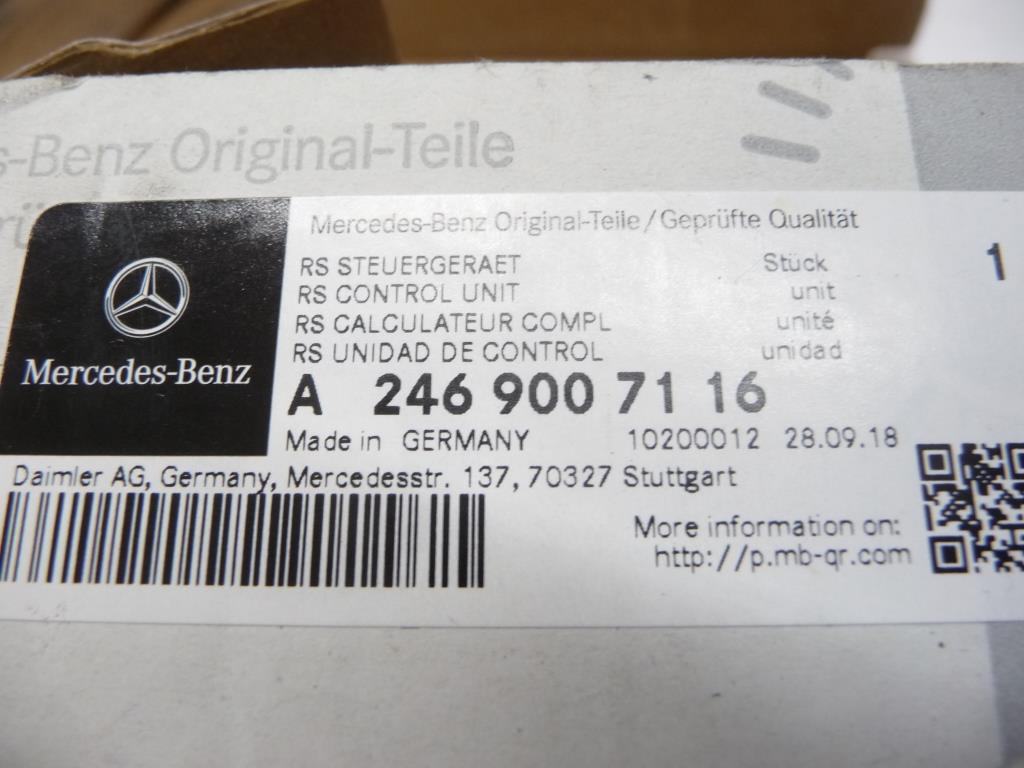 -Benz Original-Teile
Mercedes-Benz Original-Teile/Geprüfte Qualität
RS STEUERGERAET Stück 1
RS CONTROL UNIT unit
RS CALCULATEUR COMPL unité
RS UNIDAD DE CONTROL unidad
Mercedes-Benz
A 246 900 71 16
Made in GERMANY 10200012 28.09.18
Daimler AG, Germany, Mercedesstr. 137, 70327 Stuttgart
More information on:
http://p.mb-qr.com